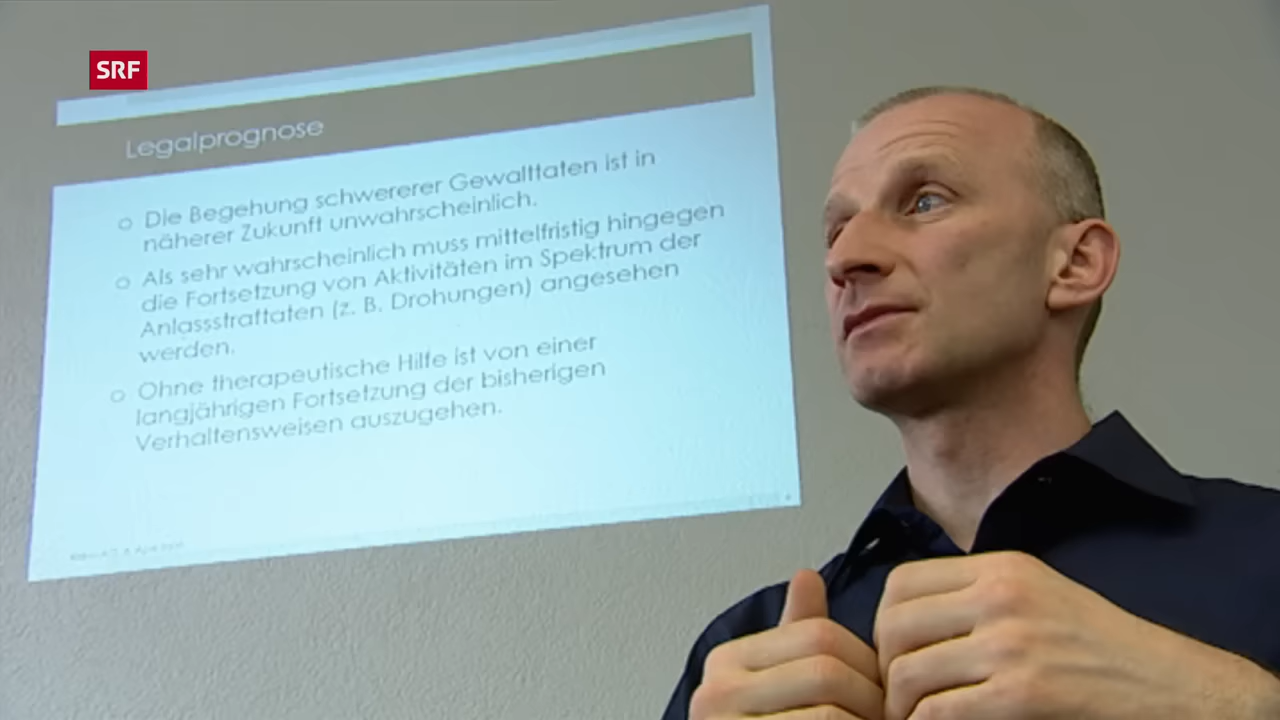 SRF
Legalprognose
Die Begehung schwererer Gewalttaten ist in
näherer Zukunft unwahrscheinlich.
Als sehr wahrscheinlich muss mittelfristig hingegen
die Fortsetzung von Aktivitäten im Spektrum der
Anlassstraftaten (z. B. Drohungen) angesehen
werden.
Ohne therapeutische Hilfe ist von einer
langjährigen Fortsetzung der bisherigen
Verhaltensweisen auszugehen.